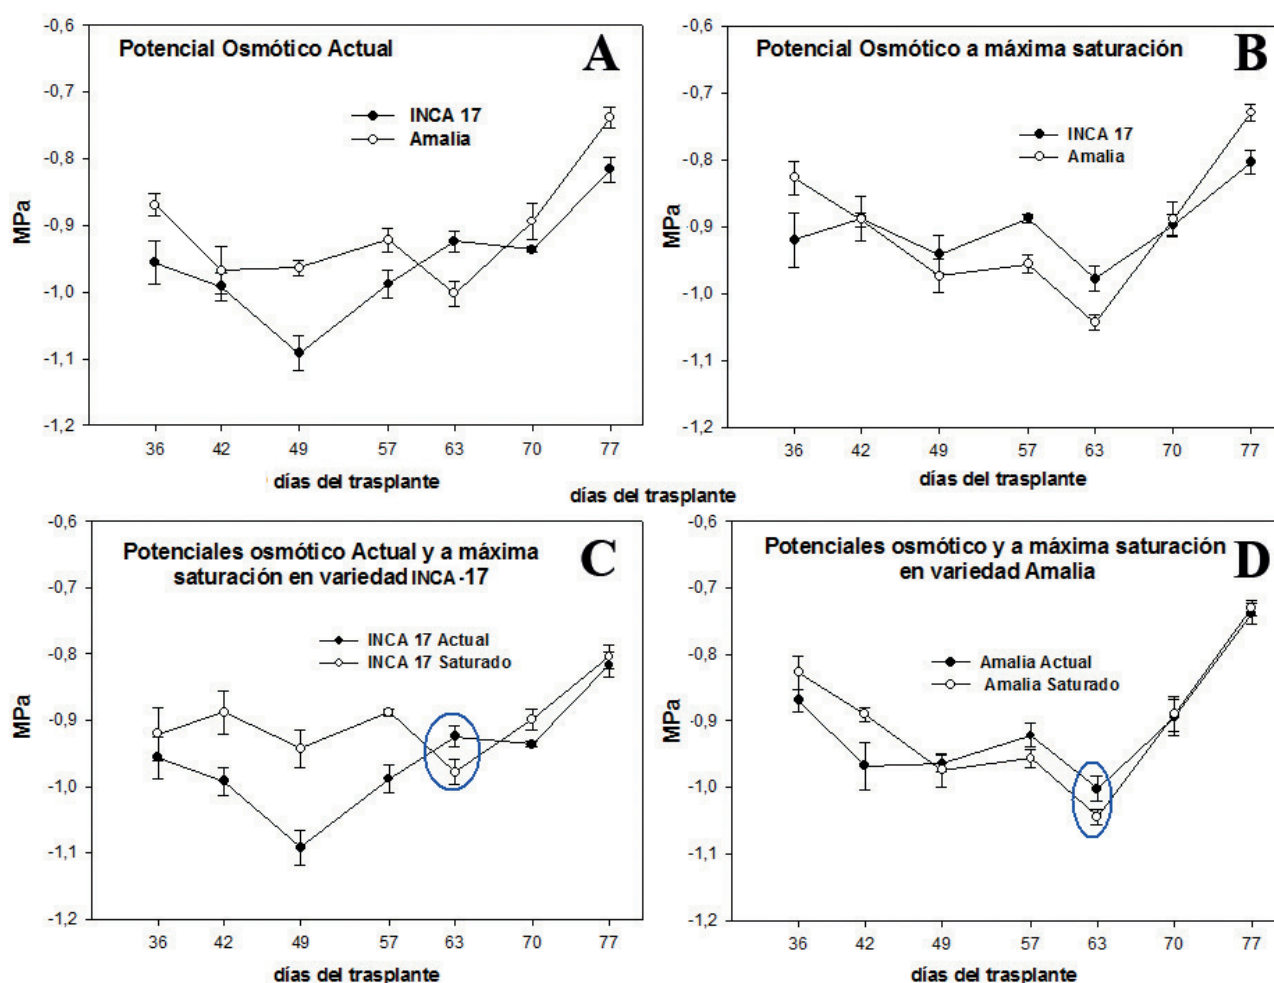 Potencial Osmótico Actual
A
INCA 17
Amalia
MPa
-0,6
-0,7
-0,8
-0,9
-1,0
-1,1
-1,2
36 42 49 57 63 70 77
días del trasplante
Potencial Osmótico a máxima saturación
B
INCA 17
Amalia
MPa
-0,6
-0,7
-0,8
-0,9
-1,0
-1,1
-1,2
36 42 49 57 63 70 77
días del trasplante
días del trasplante
Potenciales osmótico Actual y a máxima
saturación en variedad INCA-17
C
INCA 17 Actual
INCA 17 Saturado
MPa
-0,6
-0,7
-0,8
-0,9
-1,0
-1,1
-1,2
36 42 49 57 63 70 77
días del trasplante
Potenciales osmótico y a máxima saturación
en variedad Amalia
D
Amalia Actual
Amalia Saturado
MPa
-0,6
-0,7
-0,8
-0,9
-1,0
-1,1
-1,2
36 42 49 57 63 70 77
días del trasplante